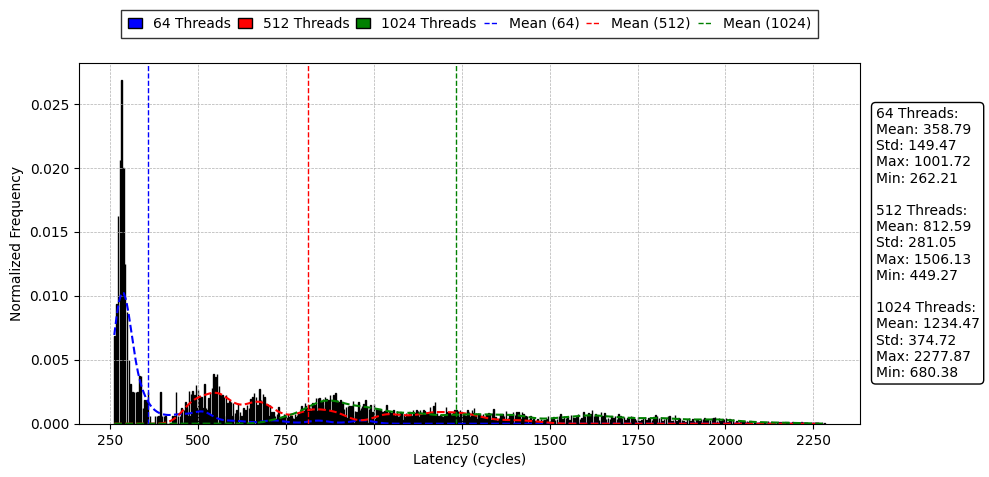 64 Threads 512 Threads 1024 Threads Mean (64) Mean (512) Mean (1024)
0.025
0.020
0.015
0.010
0.005
0.000
Normalized Frequency
250 500 750 1000 1250 1500 1750 2000 2250
Latency (cycles)
64 Threads:
Mean: 358.79
Std: 149.47
Max: 1001.72
Min: 262.21
512 Threads:
Mean: 812.59
Std: 281.05
Max: 1506.13
Min: 449.27
1024 Threads:
Mean: 1234.47
Std: 374.72
Max: 2277.87
Min: 680.38